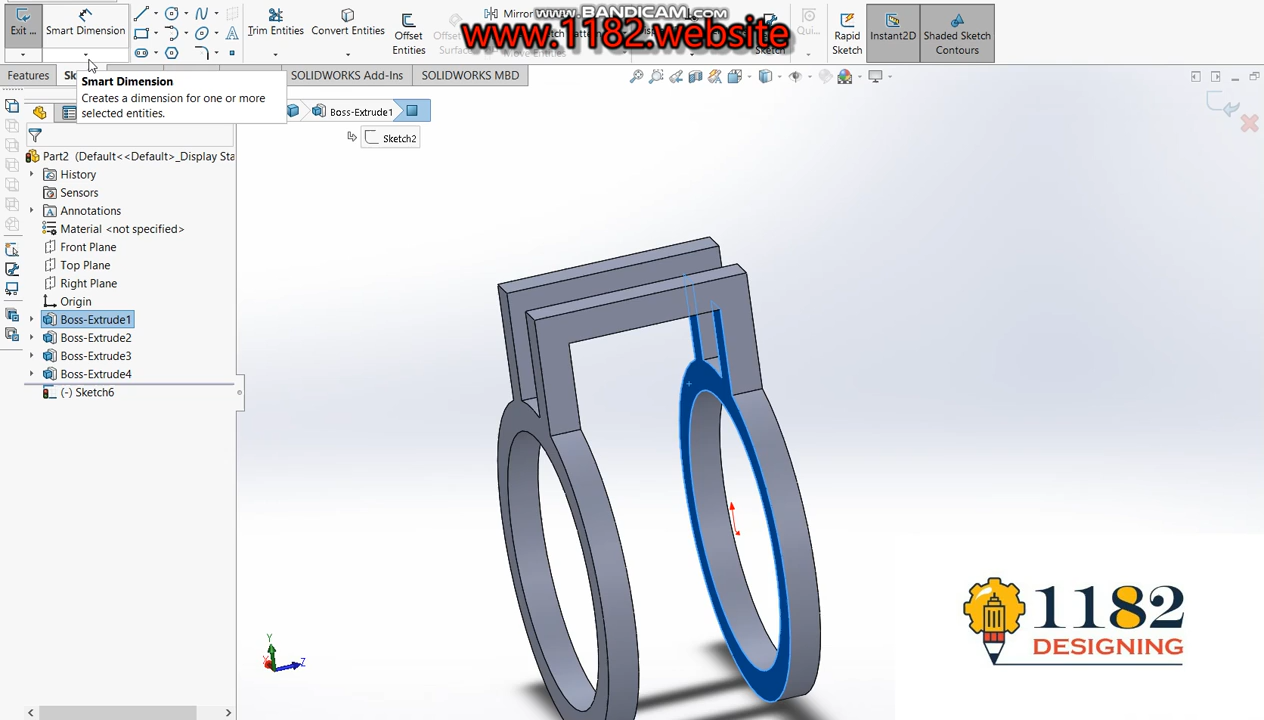 www.BANDICAM.com
www.1182.website
Exit ...
Smart Dimension
Trim Entities
Convert Entities
Offset
Entities
Mirror
Rapid
Sketch
Instant2D
Shaded Sketch
Contours
Features
SOLIDWORKS Add-Ins
SOLIDWORKS MBD
Smart Dimension
Creates a dimension for one or more
selected entities.
Boss-Extrude1
Sketch2
Part2 (Default<<Default>_Display Sta
History
Sensors
Annotations
Material <not specified>
Front Plane
Top Plane
Right Plane
Origin
Boss-Extrude1
Boss-Extrude2
Boss-Extrude3
Boss-Extrude4
(-) Sketch6
Y
Z
1182
DESIGNING